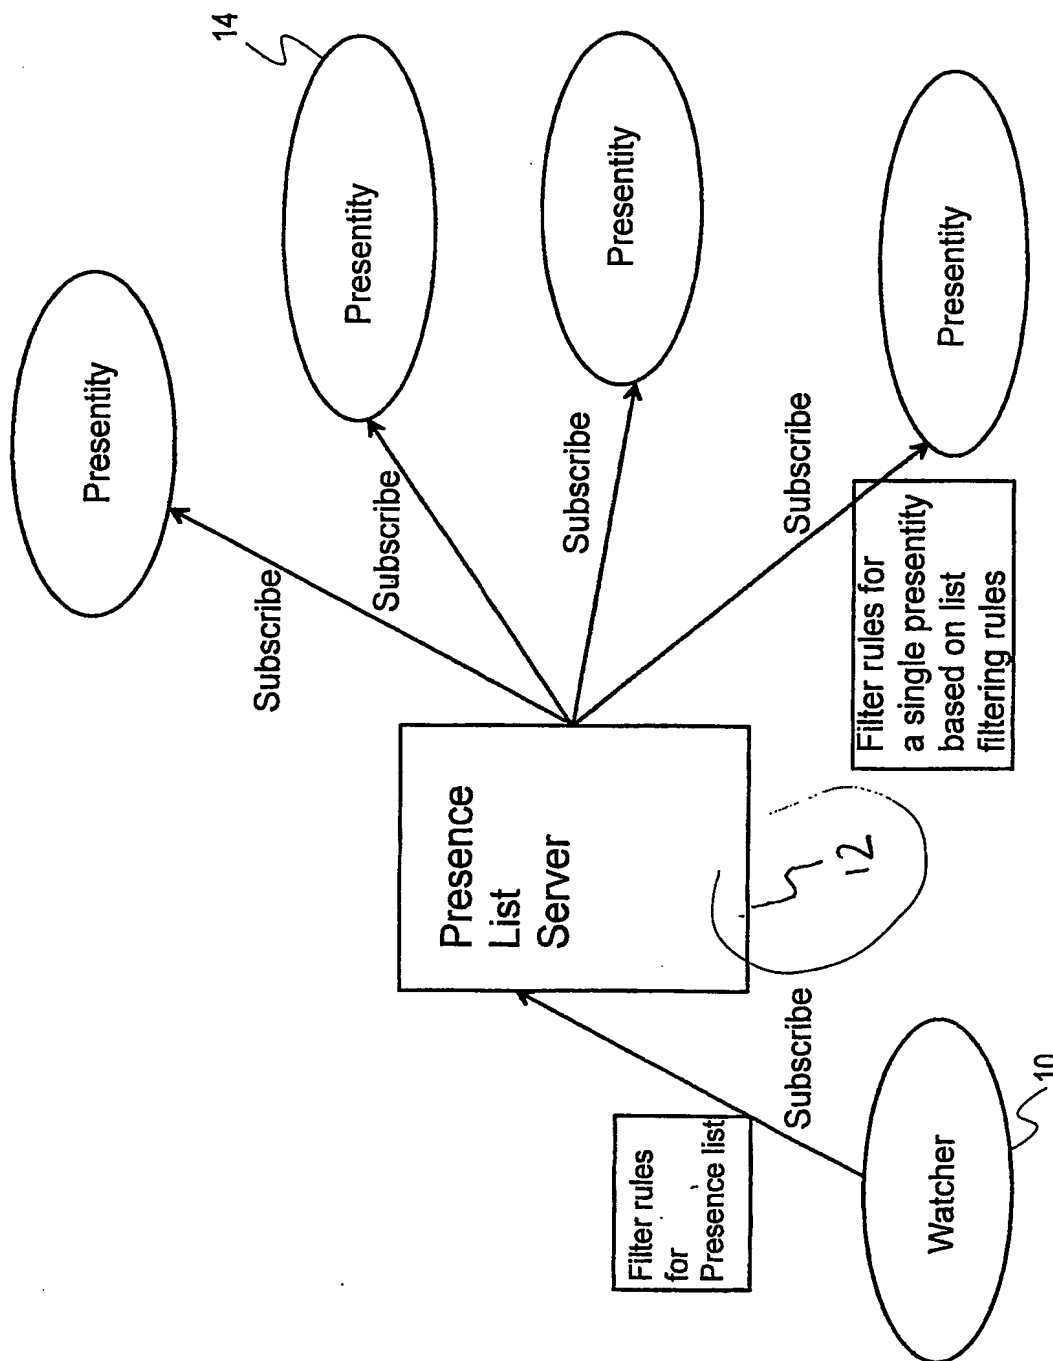 Presentity
14
Presentity
Presentity
Presentity
Subscribe
Subscribe
Subscribe
Subscribe
Presence
List
Server
12
Filter rules for
a single presentity
based on list
filtering rules
Filter rules
for
Presence list
Subscribe
Watcher
10